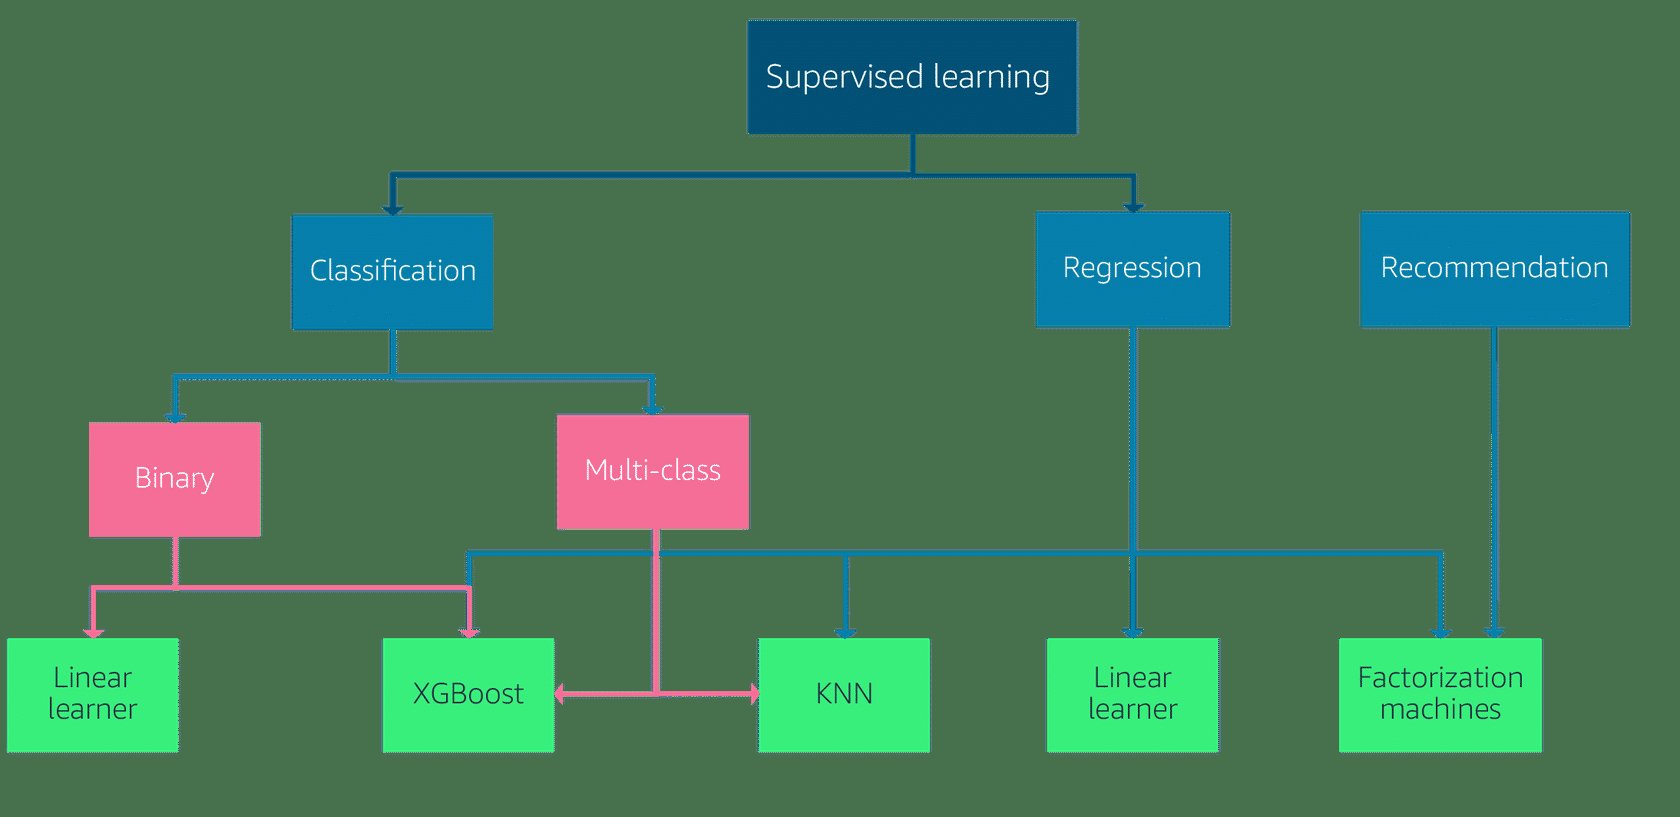 Supervised learning
Classification
Regression
Recommendation
Binary
Multi-class
Linear
learner
XGBoost
KNN
Linear
learner
Factorization
machines